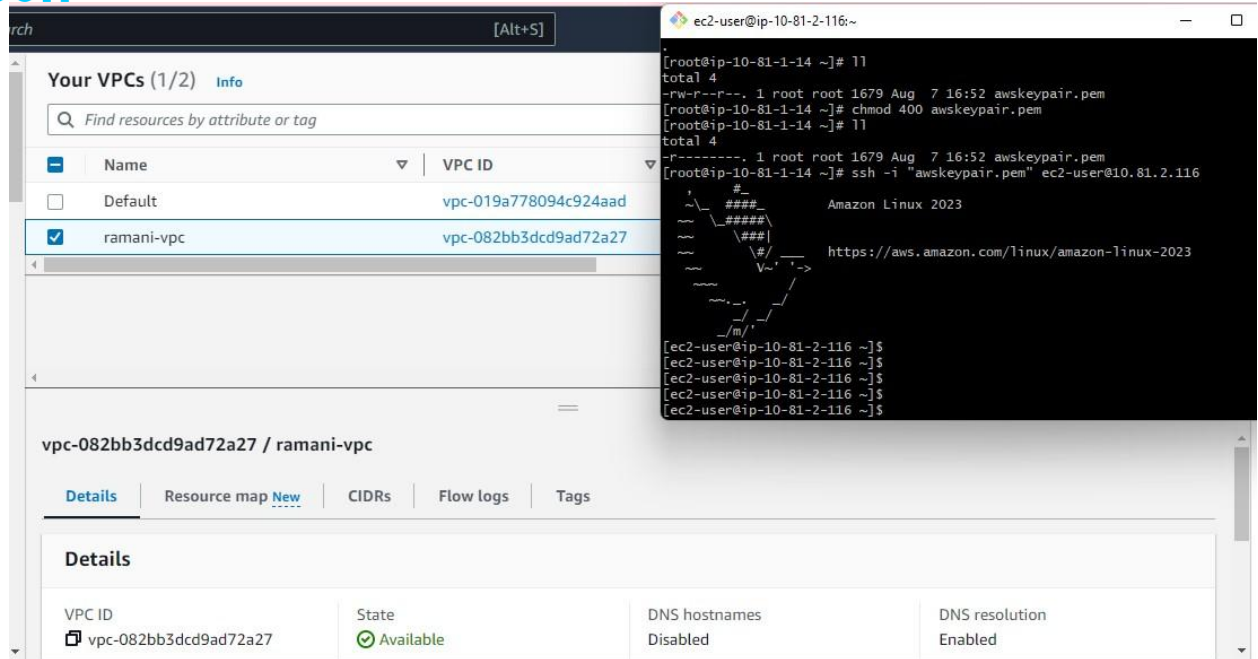 rch
[Alt+S]
Your VPCs (1/2) Info
Find resources by attribute or tag
Name VPC ID
Default vpc-019a778094c924aad
ramani-vpc vpc-082bb3dcd9ad72a27
vpc-082bb3dcd9ad72a27 / ramani-vpc
Details Resource map New CIDRs Flow logs Tags
Details
VPC ID State DNS hostnames DNS resolution
vpc-082bb3dcd9ad72a27 Available Disabled Enabled
ec2-user@ip-10-81-2-116:~
.
[root@ip-10-81-1-14 ~]# ll
total 4
-rw-r--r--. 1 root root 1679 Aug  7 16:52 awskeypair.pem
[root@ip-10-81-1-14 ~]# chmod 400 awskeypair.pem
[root@ip-10-81-1-14 ~]# ll
total 4
-r--------. 1 root root 1679 Aug  7 16:52 awskeypair.pem
[root@ip-10-81-1-14 ~]# ssh -i "awskeypair.pem" ec2-user@10.81.2.116
   ,     #_
   ~\_  ####_        Amazon Linux 2023
  ~~  \_#####\
  ~~     \###|
  ~~       \#/ ___   https://aws.amazon.com/linux/amazon-linux-2023
   ~~       V~' '->
    ~~~         /
      ~~._.   _/
         _/ _/
       _/m/'
[ec2-user@ip-10-81-2-116 ~]$
[ec2-user@ip-10-81-2-116 ~]$
[ec2-user@ip-10-81-2-116 ~]$
[ec2-user@ip-10-81-2-116 ~]$
[ec2-user@ip-10-81-2-116 ~]$